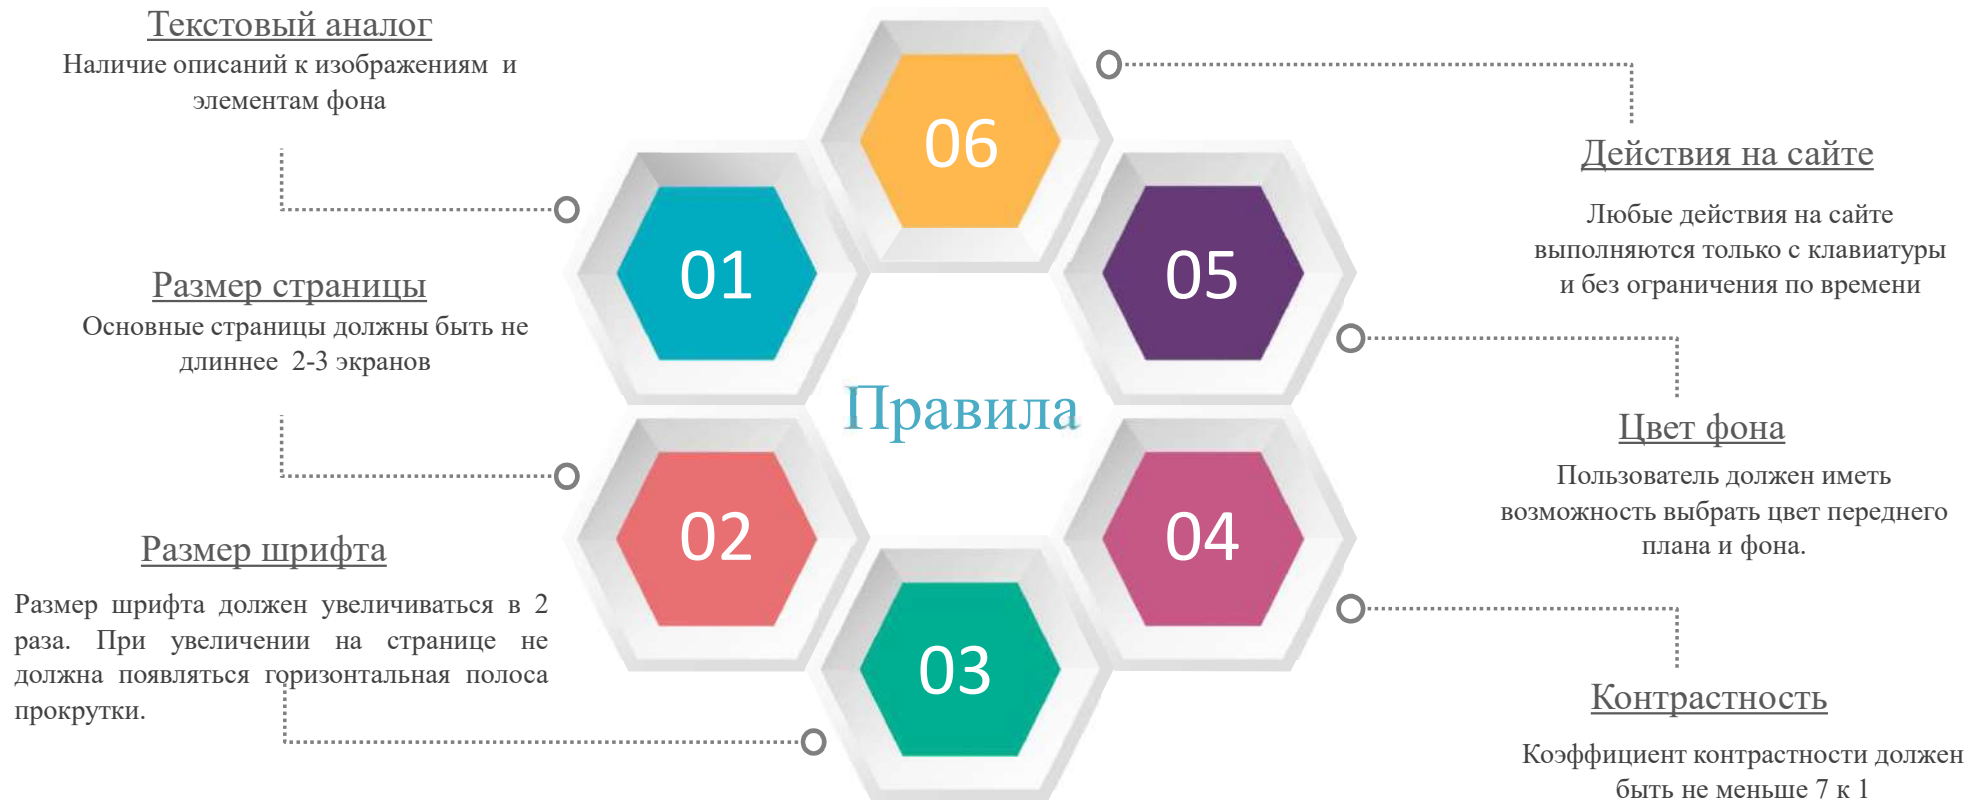 Текстовый аналог
Наличие описаний к изображениям и
элементам фона
01
Размер страницы
Основные страницы должны быть не
длиннее 2-3 экранов
02
Размер шрифта
Размер шрифта должен увеличиваться в 2
раза. При увеличении на странице не
должна появляться горизонтальная полоса
прокрутки.
03
Правила
06
Действия на сайте
Любые действия на сайте
выполняются только с клавиатуры
и без ограничения по времени
05
Цвет фона
Пользователь должен иметь
возможность выбрать цвет переднего
плана и фона.
04
Контрастность
Коэффициент контрастности должен
быть не меньше 7 к 1